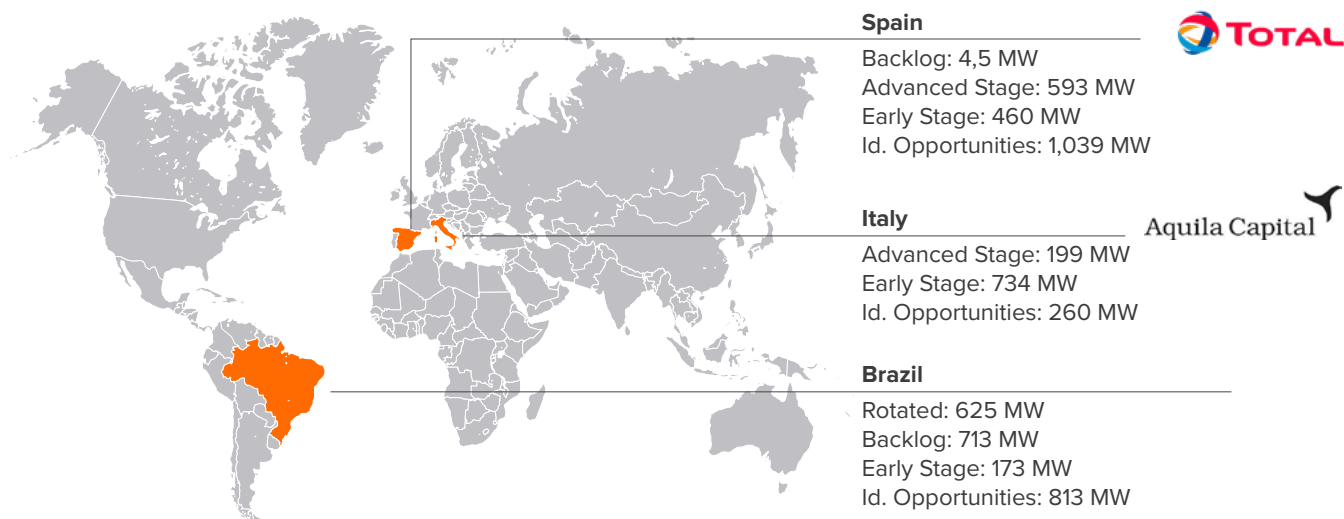 Spain
TOTAL
Backlog: 4,5 MW
Advanced Stage: 593 MW
Early Stage: 460 MW
Id. Opportunities: 1,039 MW
Italy
Aquila Capital
Advanced Stage: 199 MW
Early Stage: 734 MW
Id. Opportunities: 260 MW
Brazil
Rotated: 625 MW
Backlog: 713 MW
Early Stage: 173 MW
Id. Opportunities: 813 MW